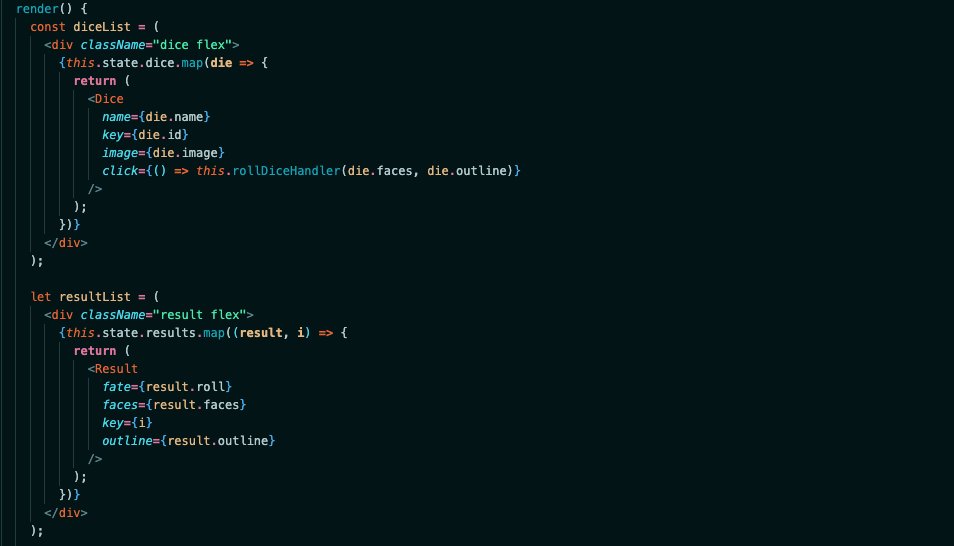 render() {
const diceList = (
<div className="dice flex">
{this.state.dice.map(die => {
return (
<Dice
name={die.name}
key={die.id}
image={die.image}
click={() => this.rollDiceHandler(die.faces, die.outline)}
/>
);
})}
</div>
);
let resultList = (
<div className="result flex">
{this.state.results.map((result, i) => {
return (
<Result
fate={result.roll}
faces={result.faces}
key={i}
outline={result.outline}
/>
);
})}
</div>
);